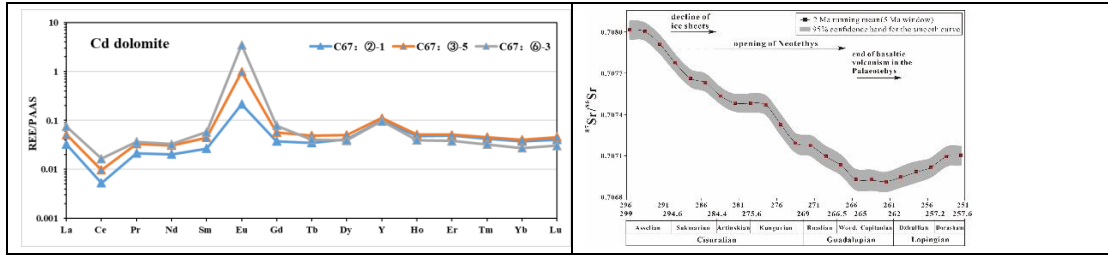 Cd dolomite
C67: ②-1
C67: ③-5
C67: ⑥-3
REE/PAAS
10
1
0.1
0.01
0.001
La Ce Pr Nd Sm Eu Gd Tb Dy Y Ho Er Tm Yb Lu
decline of
ice sheets
2 Ma running mean(5 Ma window)
95% confidence band for the smooth curve
opening of Neotethys
end of basaltic
volcanism in the
Palaeotethys
⁸⁷Sr/⁸⁶Sr
0.7080
0.7077
0.7074
0.7071
0.7068
296 291 286 281 276 271 266 261 256 251
299 294.6 284.4 275.6 269 266.5 265 262 257.2 257.6
Asselian Sakmarian Artinskian Kungurian Roadian Word. Capitanian Dzhulfian Dorasham
Cisuralian Guadalupian Lopingian